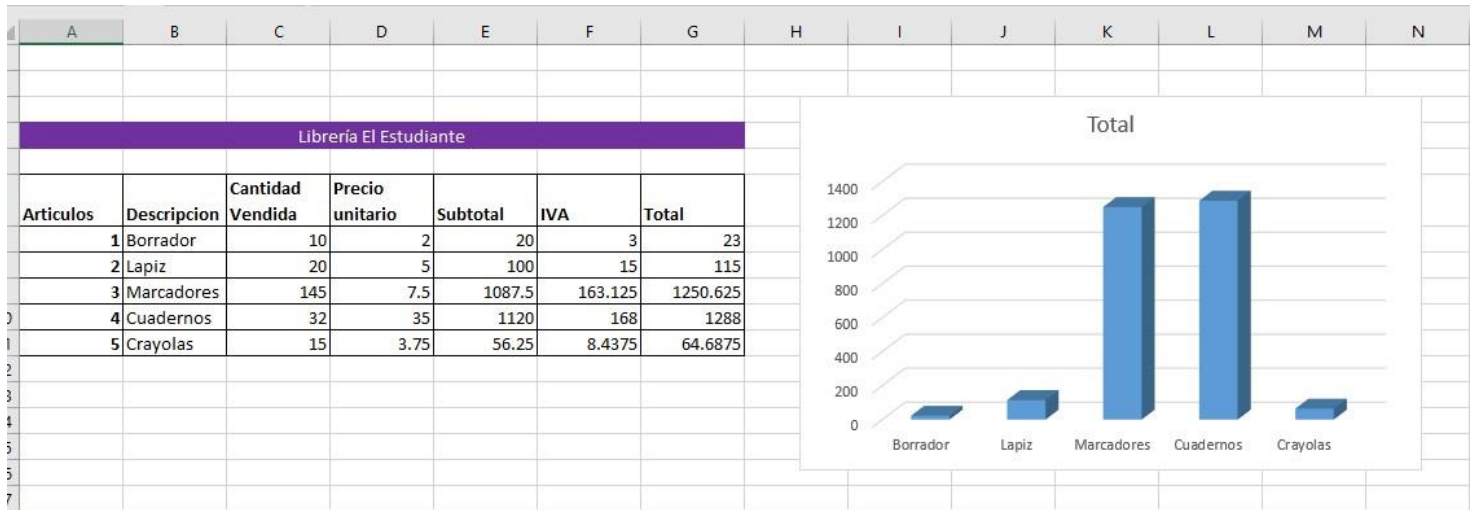 A B C D E F G H I J K L M N
Librería El Estudiante
Articulos Descripcion Cantidad Vendida Precio unitario Subtotal IVA Total
1 Borrador 10 2 20 3 23
2 Lapiz 20 5 100 15 115
3 Marcadores 145 7.5 1087.5 163.125 1250.625
4 Cuadernos 32 35 1120 168 1288
5 Crayolas 15 3.75 56.25 8.4375 64.6875
Total
1400
1200
1000
800
600
400
200
0
Borrador Lapiz Marcadores Cuadernos Crayolas